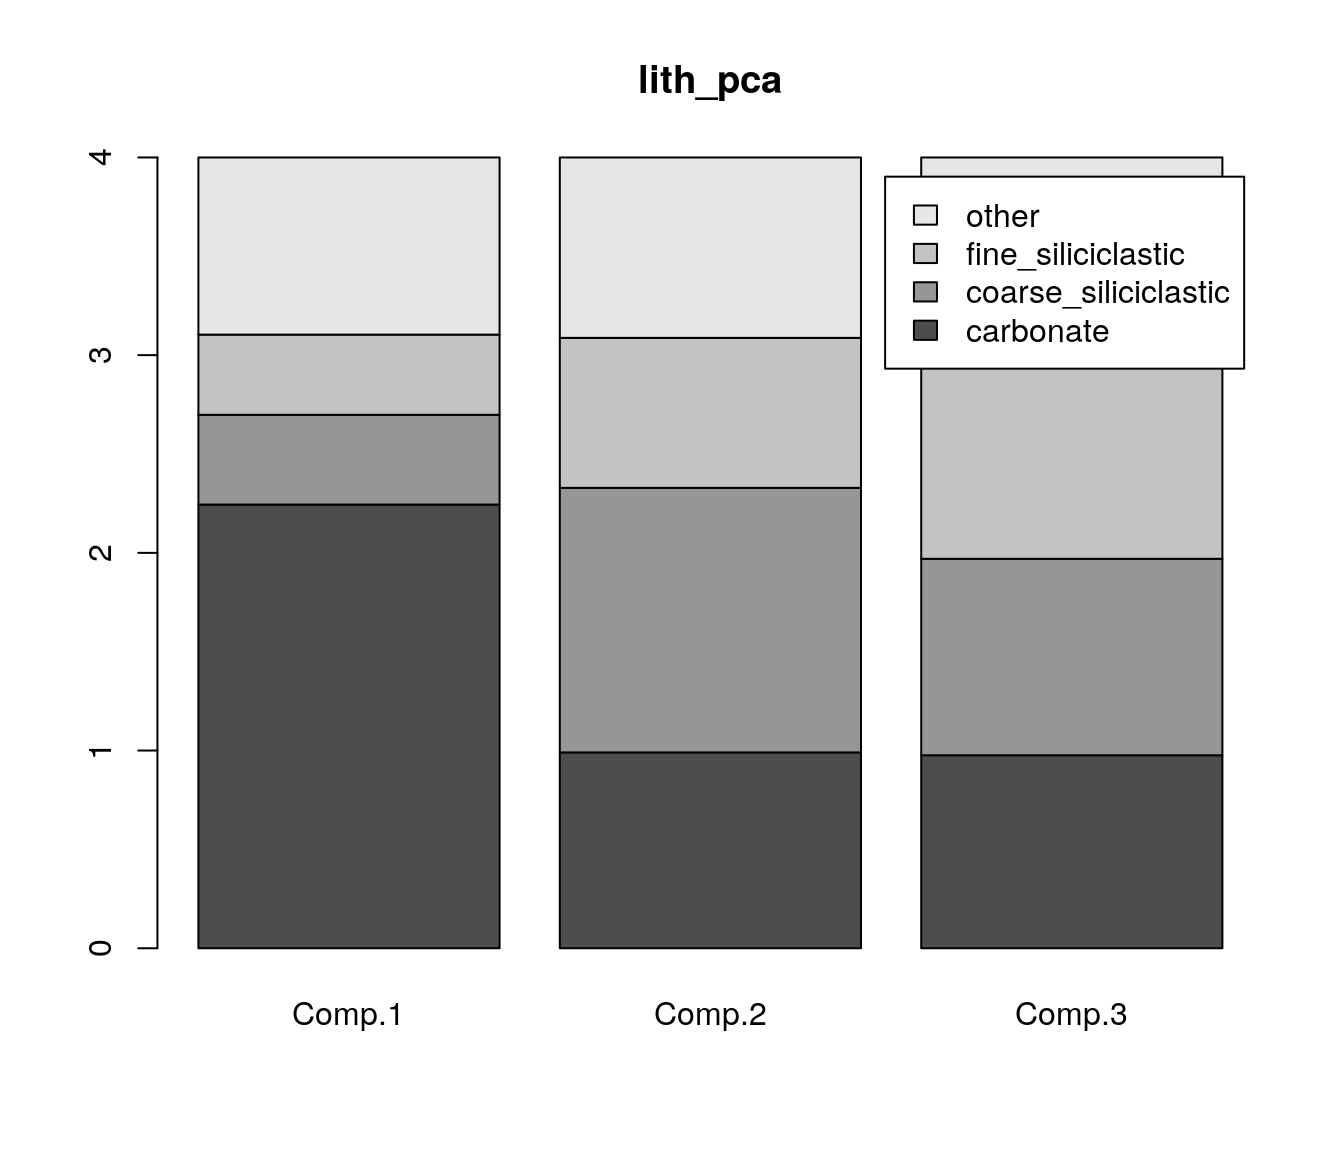 lith_pca
4
3
2
1
0
other
fine_siliciclastic
coarse_siliciclastic
carbonate
Comp.1
Comp.2
Comp.3